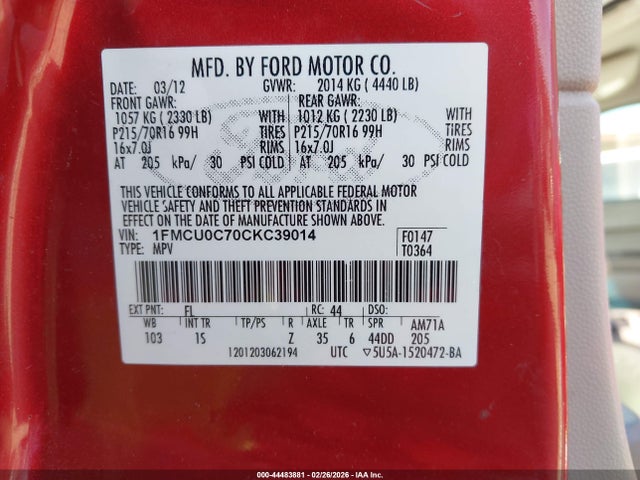 MFD. BY FORD MOTOR CO.
DATE: 03/12 GVWR: 2014 KG ( 4440 LB)
FRONT GAWR: REAR GAWR:
1057 KG ( 2330 LB) WITH 1012 KG ( 2230 LB) WITH
P215/70R16 99H TIRES P215/70R16 99H TIRES
16x7.0J RIMS 16x7.0J RIMS
AT 205 kPa/ 30 PSI COLD AT 205 kPa/ 30 PSI COLD
THIS VEHICLE CONFORMS TO ALL APPLICABLE FEDERAL MOTOR
VEHICLE SAFETY AND THEFT PREVENTION STANDARDS IN
EFFECT ON THE DATE OF MANUFACTURE SHOWN ABOVE.
VIN: 1FMCU0C70CKC39014 F0147
TYPE: MPV T0364
EXT PNT: FL RC: 44 DSO:
WB INT TR TP/PS R AXLE TR SPR AM71A
103 1S Z 35 6 44DD 205
1201203062194 UTC ▽5U5A-1520472-BA
Ford
000-44483881 - 02/26/2026 - IAA Corp.